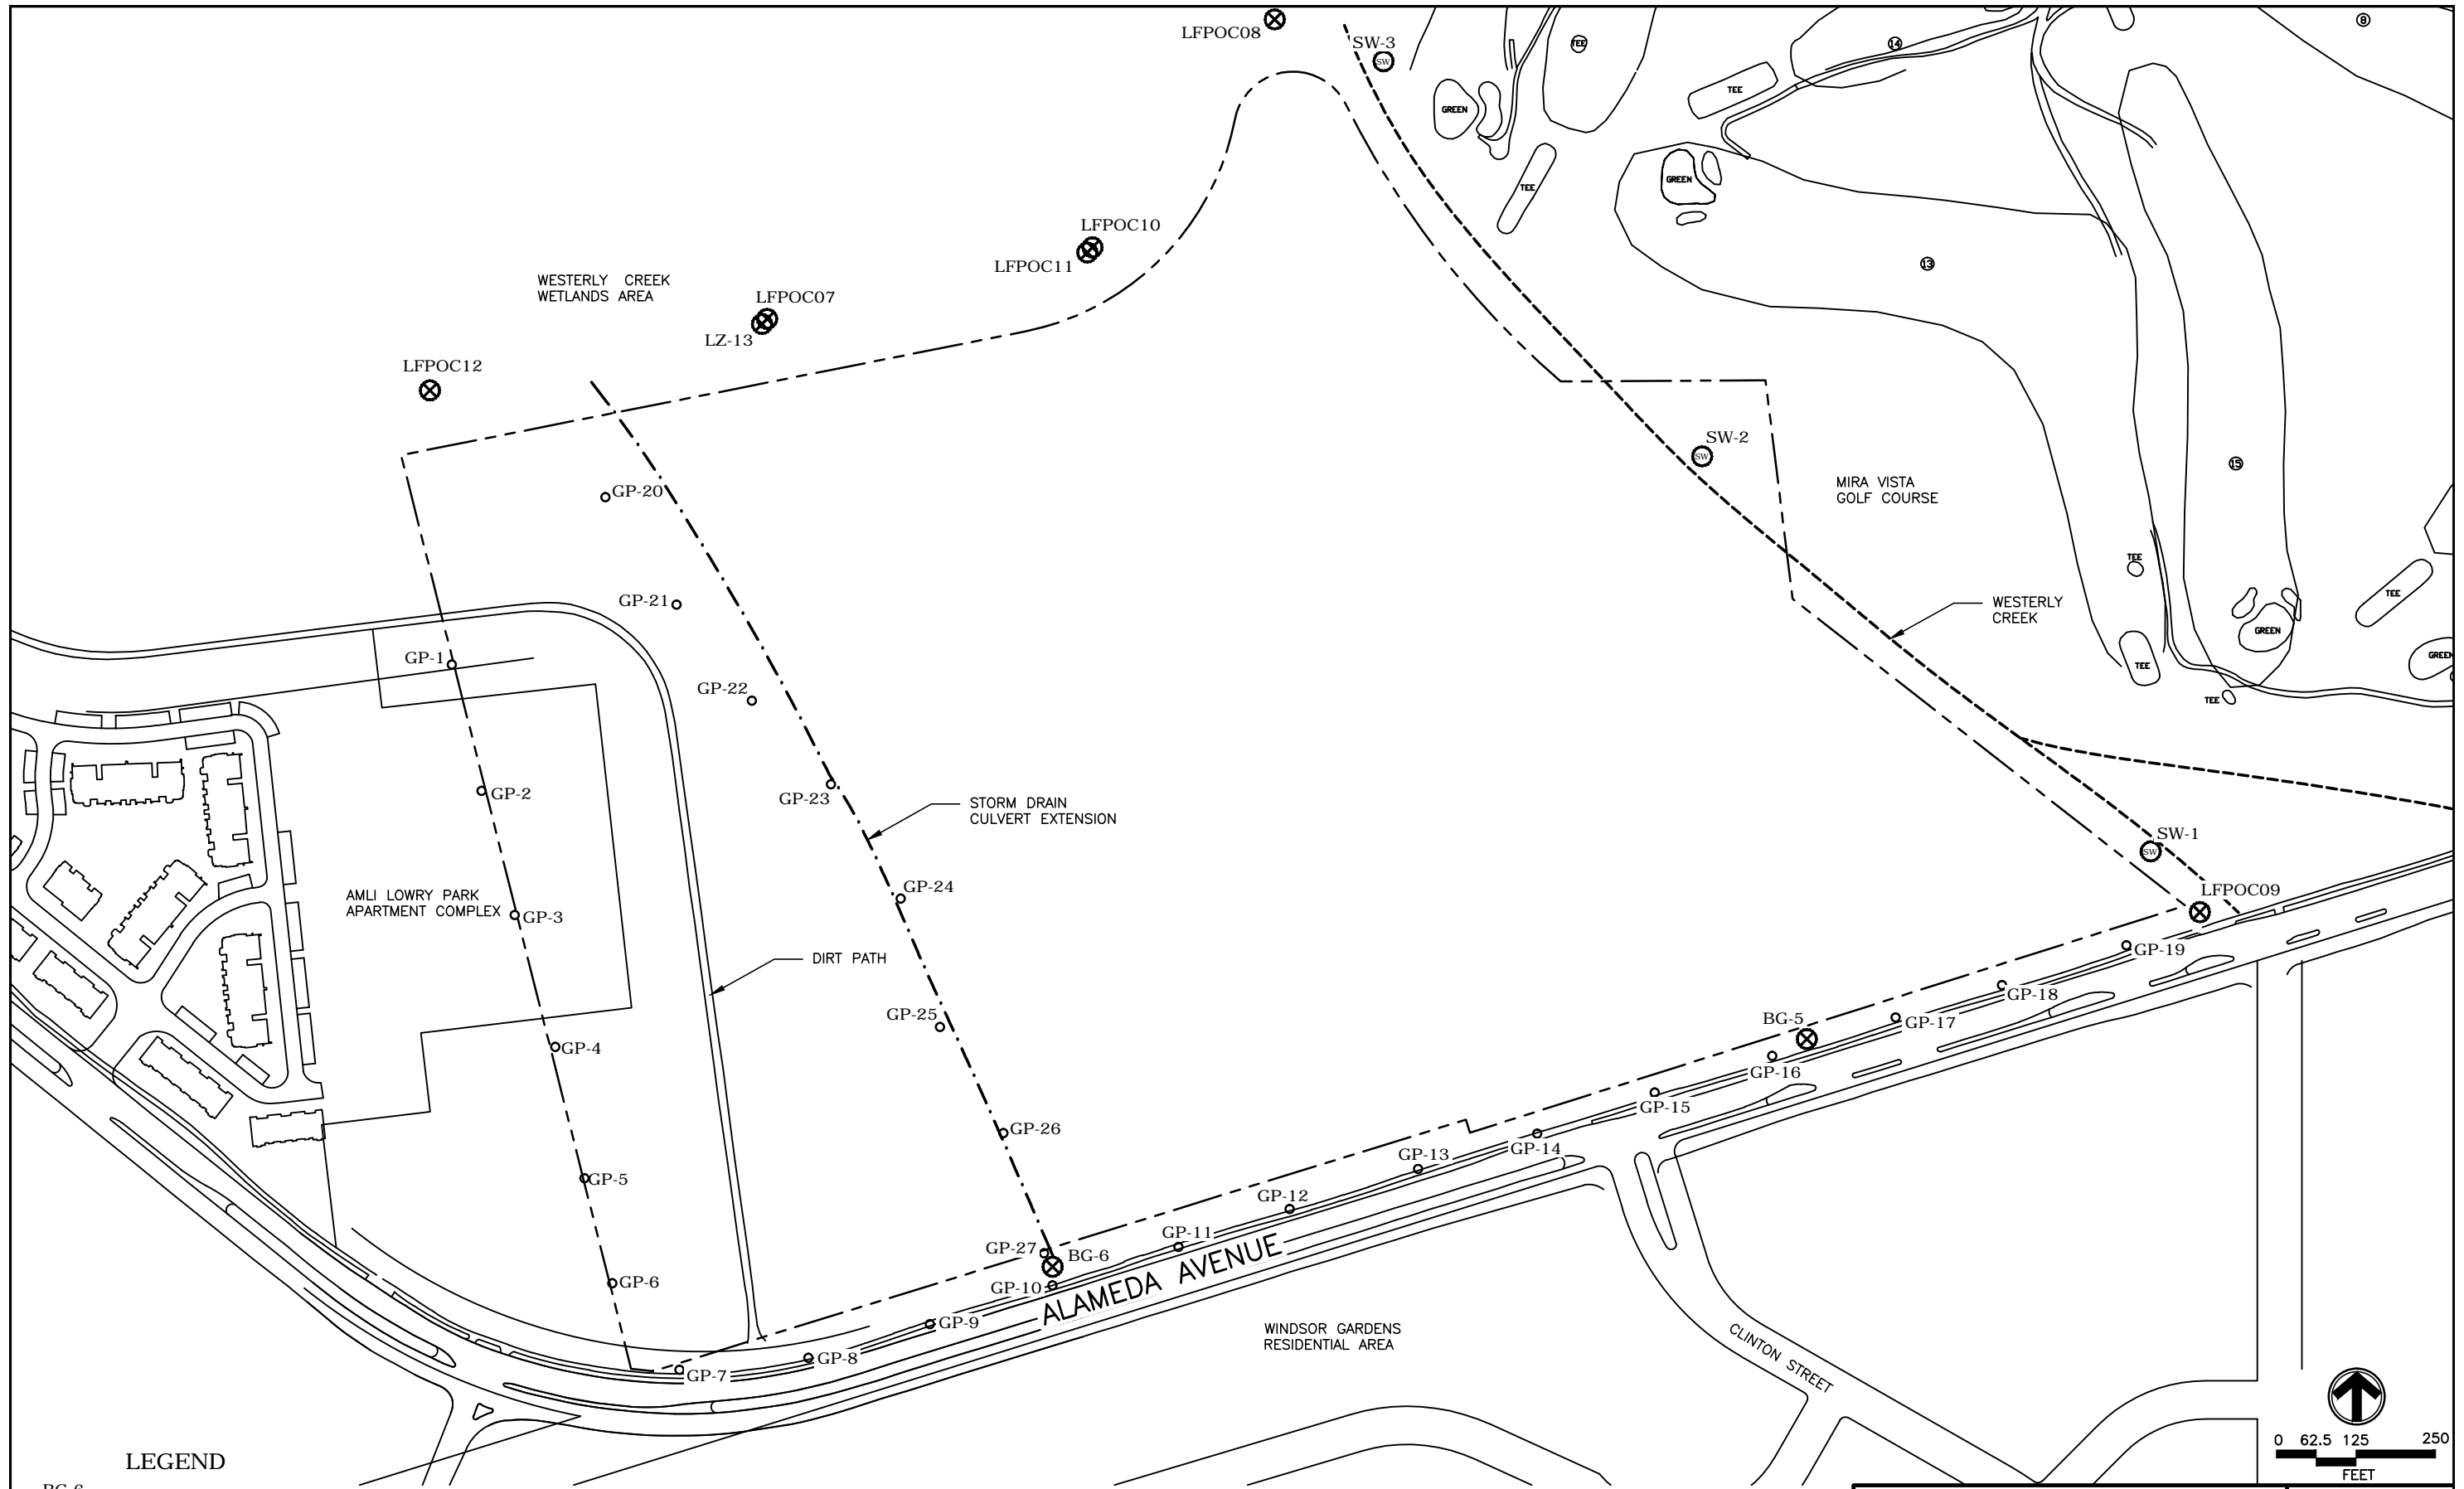 LFPOC08
SW-3
SW
TEE
14
8
TEE
GREEN
GREEN
TEE
LFPOC10
LFPOC11
13
WESTERLY CREEK
WETLANDS AREA
LFPOC07
LZ-13
LFPOC12
SW-2
SW
15
MIRA VISTA
GOLF COURSE
GP-20
TEE
TEE
GP-21
WESTERLY
CREEK
GREEN
GREEN
TEE
TEE
GP-1
GP-22
GP-2
GP-23
STORM DRAIN
CULVERT EXTENSION
SW-1
SW
GP-24
LFPOC09
AMLI LOWRY PARK
APARTMENT COMPLEX
GP-3
DIRT PATH
GP-19
GP-18
GP-25
BG-5
GP-17
GP-4
GP-16
GP-15
GP-26
GP-14
GP-13
GP-5
GP-12
GP-11
GP-27
BG-6
GP-6
GP-10
ALAMEDA AVENUE
GP-9
WINDSOR GARDENS
RESIDENTIAL AREA
CLINTON STREET
GP-8
GP-7
0 62.5 125 250
FEET
LEGEND
BG-6